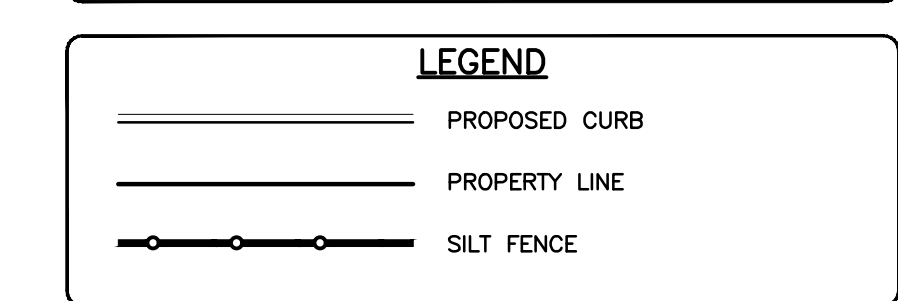 LEGEND
PROPOSED CURB
PROPERTY LINE
SILT FENCE